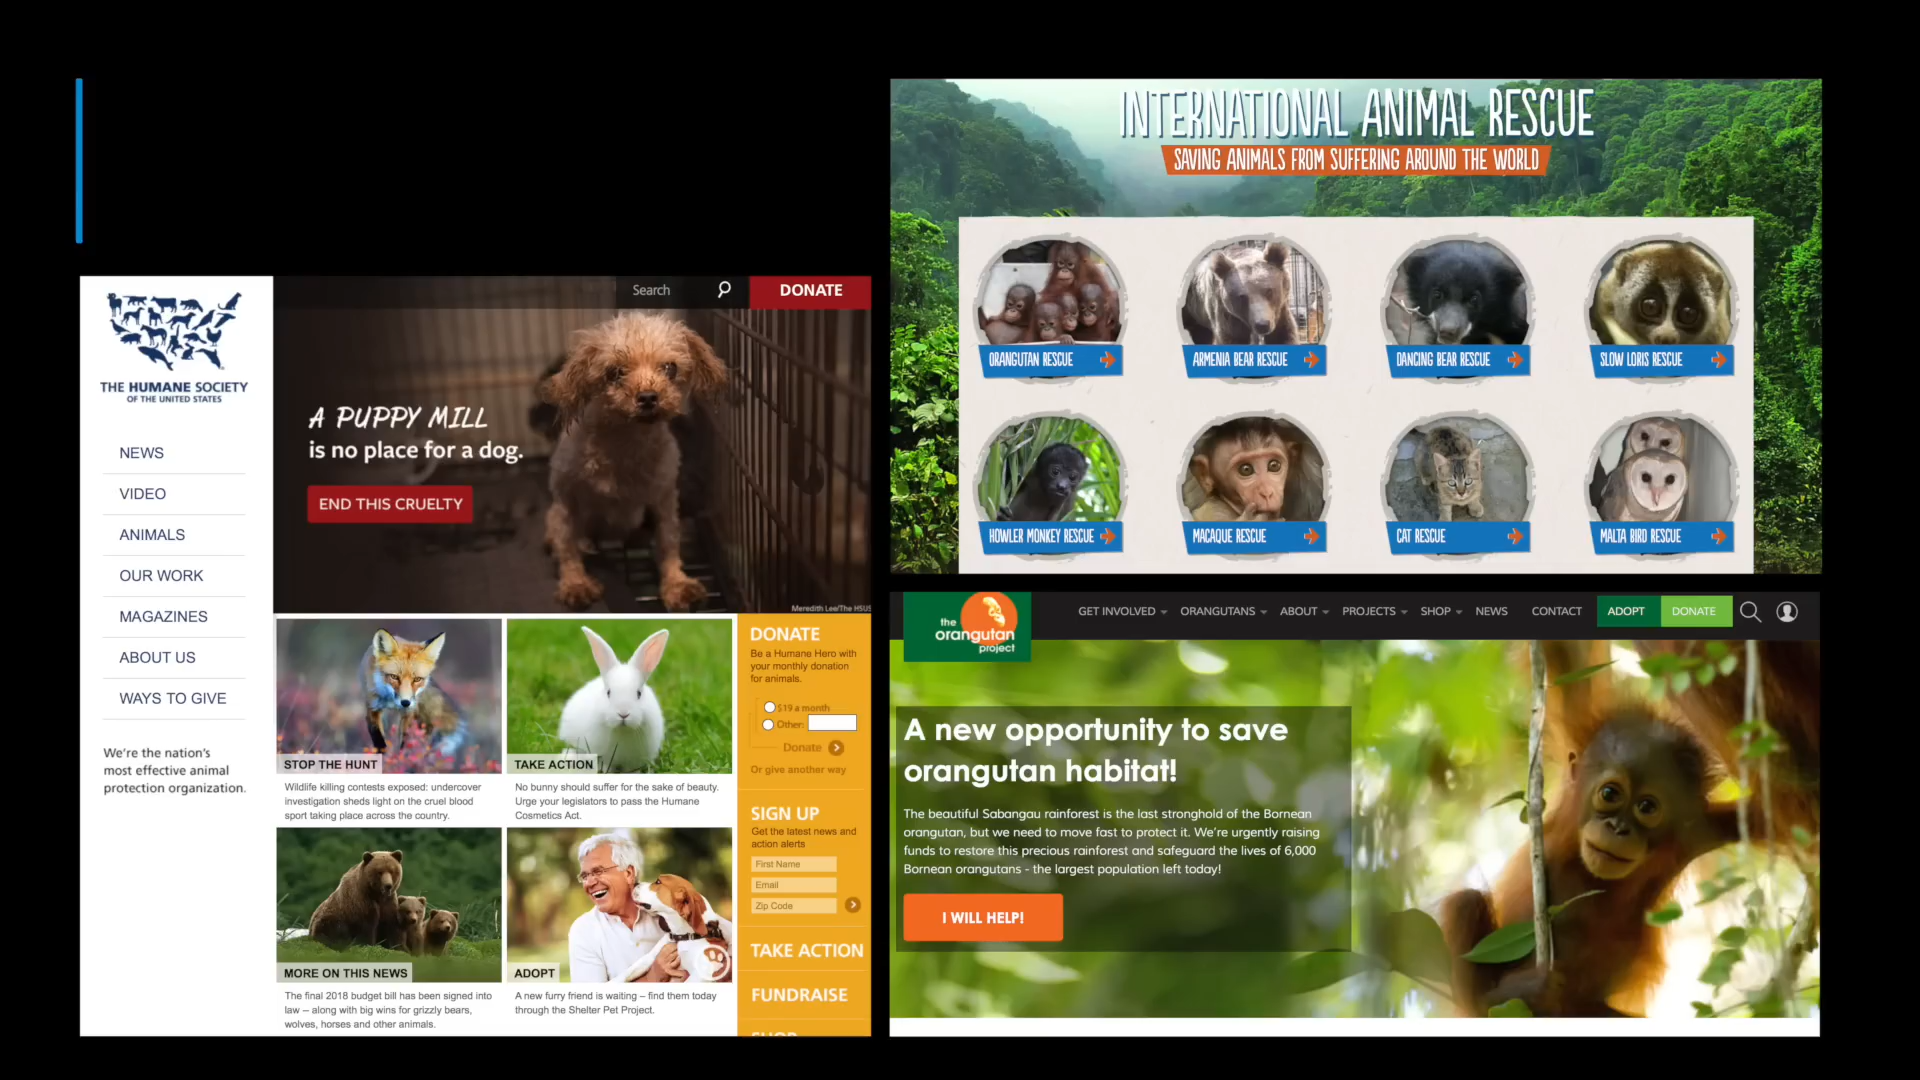 THE HUMANE SOCIETY
OF THE UNITED STATES
NEWS
VIDEO
ANIMALS
OUR WORK
MAGAZINES
ABOUT US
WAYS TO GIVE
We're the nation's
most effective animal
protection organization.
Search
DONATE
A PUPPY MILL
is no place for a dog.
END THIS CRUELTY
Meredith Lee/The HSUS
STOP THE HUNT
Wildlife killing contests exposed: undercover
investigation sheds light on the cruel blood
sport taking place across the country.
TAKE ACTION
No bunny should suffer for the sake of beauty.
Urge your legislators to pass the Humane
Cosmetics Act.
MORE ON THIS NEWS
The final 2018 budget bill has been signed into
law – along with big wins for grizzly bears,
wolves, horses and other animals.
ADOPT
A new furry friend is waiting – find them today
through the Shelter Pet Project.
DONATE
Be a Humane Hero with
your monthly donation
for animals.
$19 a month
Other:
Donate
Or give another way
SIGN UP
Get the latest news and
action alerts
First Name
Email
Zip Code
TAKE ACTION
FUNDRAISE
SHOP
INTERNATIONAL ANIMAL RESCUE
SAVING ANIMALS FROM SUFFERING AROUND THE WORLD
ORANGUTAN RESCUE
ARMENIA BEAR RESCUE
DANCING BEAR RESCUE
SLOW LORIS RESCUE
HOWLER MONKEY RESCUE
MACAQUE RESCUE
CAT RESCUE
MALTA BIRD RESCUE
the
orangutan
project
GET INVOLVED
ORANGUTANS
ABOUT
PROJECTS
SHOP
NEWS
CONTACT
ADOPT
DONATE
A new opportunity to save
orangutan habitat!
The beautiful Sabangau rainforest is the last stronghold of the Bornean
orangutan, but we need to move fast to protect it. We're urgently raising
funds to restore this precious rainforest and safeguard the lives of 6,000
Bornean orangutans - the largest population left today!
I WILL HELP!